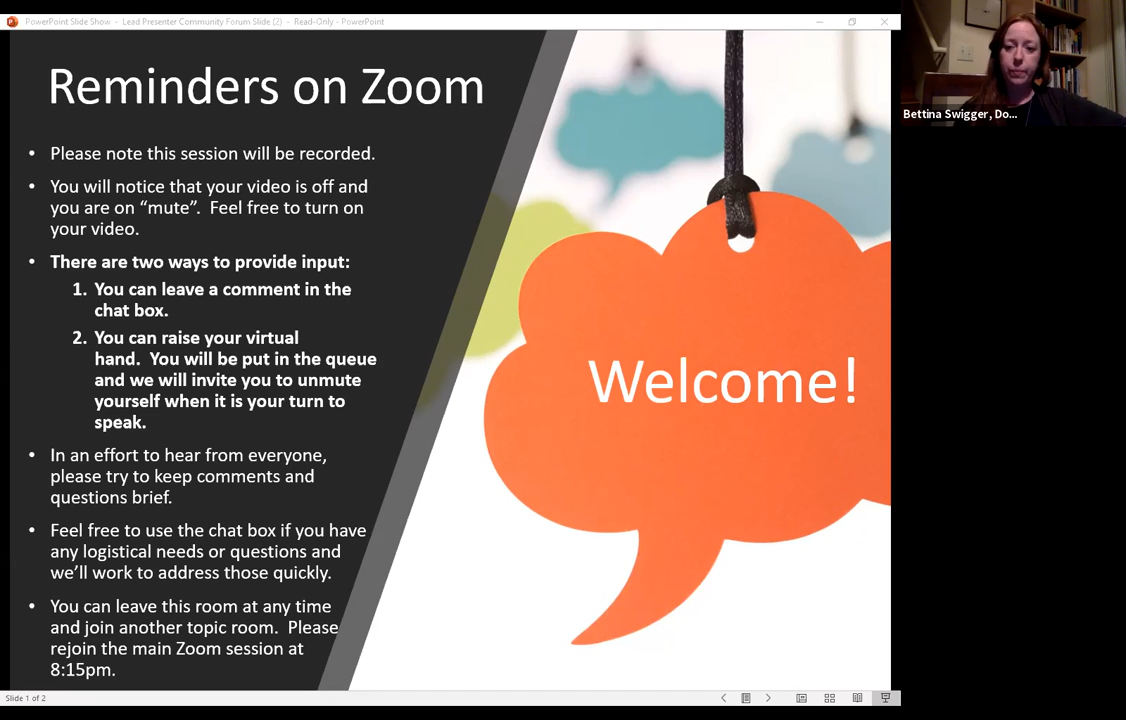 PowerPoint Slide Show - Lead Presenter Community Forum Slide (2) - Read-Only - PowerPoint
Reminders on Zoom
• Please note this session will be recorded.
• You will notice that your video is off and
you are on “mute”.  Feel free to turn on
your video.
• There are two ways to provide input:
1. You can leave a comment in the
chat box.
2. You can raise your virtual
hand.  You will be put in the queue
and we will invite you to unmute
yourself when it is your turn to
speak.
• In an effort to hear from everyone,
please try to keep comments and
questions brief.
• Feel free to use the chat box if you have
any logistical needs or questions and
we’ll work to address those quickly.
• You can leave this room at any time
and join another topic room.  Please
rejoin the main Zoom session at
8:15pm.
Welcome!
Bettina Swigger, Do...
Slide 1 of 2